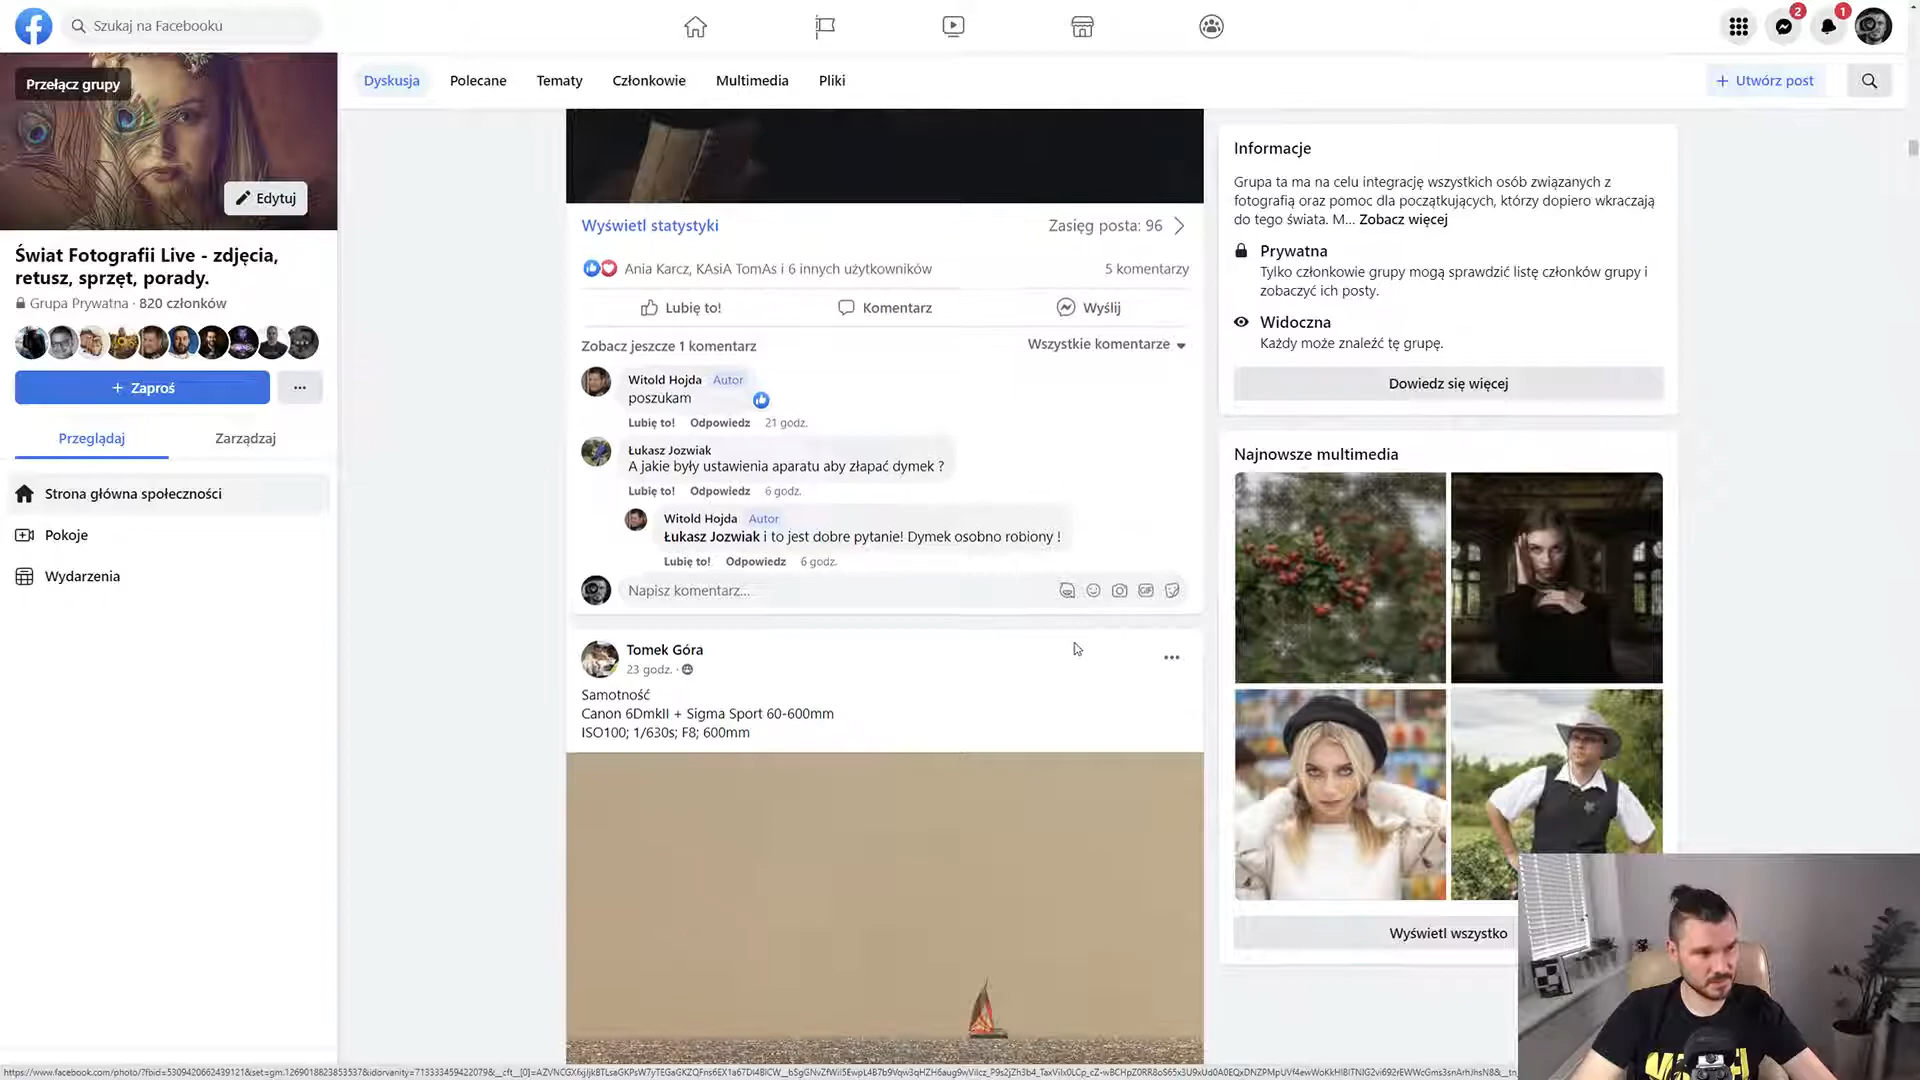 Szukaj na Facebooku
2
1
Przełącz grupy
Edytuj
Świat Fotografii Live - zdjęcia,
retusz, sprzęt, porady.
Grupa Prywatna · 820 członków
+ Zaproś
Przeglądaj
Zarządzaj
Strona główna społeczności
Pokoje
Wydarzenia
Dyskusja
Polecane
Tematy
Członkowie
Multimedia
Pliki
+ Utwórz post
Wyświetl statystyki
Zasięg posta: 96
Ania Karcz, KAsiA TomAs i 6 innych użytkowników
5 komentarzy
Lubię to!
Komentarz
Wyślij
Zobacz jeszcze 1 komentarz
Wszystkie komentarze
Witold Hojda Autor
poszukam
Lubię to! Odpowiedz 21 godz.
Łukasz Jozwiak
A jakie były ustawienia aparatu aby złapać dymek ?
Lubię to! Odpowiedz 6 godz.
Witold Hojda Autor
Łukasz Jozwiak i to jest dobre pytanie! Dymek osobno robiony !
Lubię to! Odpowiedz 6 godz.
Napisz komentarz...
GIF
Tomek Góra
23 godz. ·
Samotność
Canon 6DmkII + Sigma Sport 60-600mm
ISO100; 1/630s; F8; 600mm
Informacje
Grupa ta ma na celu integrację wszystkich osób związanych z
fotografią oraz pomoc dla początkujących, którzy dopiero wkraczają
do tego świata. M... Zobacz więcej
Prywatna
Tylko członkowie grupy mogą sprawdzić listę członków grupy i
zobaczyć ich posty.
Widoczna
Każdy może znaleźć tę grupę.
Dowiedz się więcej
Najnowsze multimedia
Wyświetl wszystko